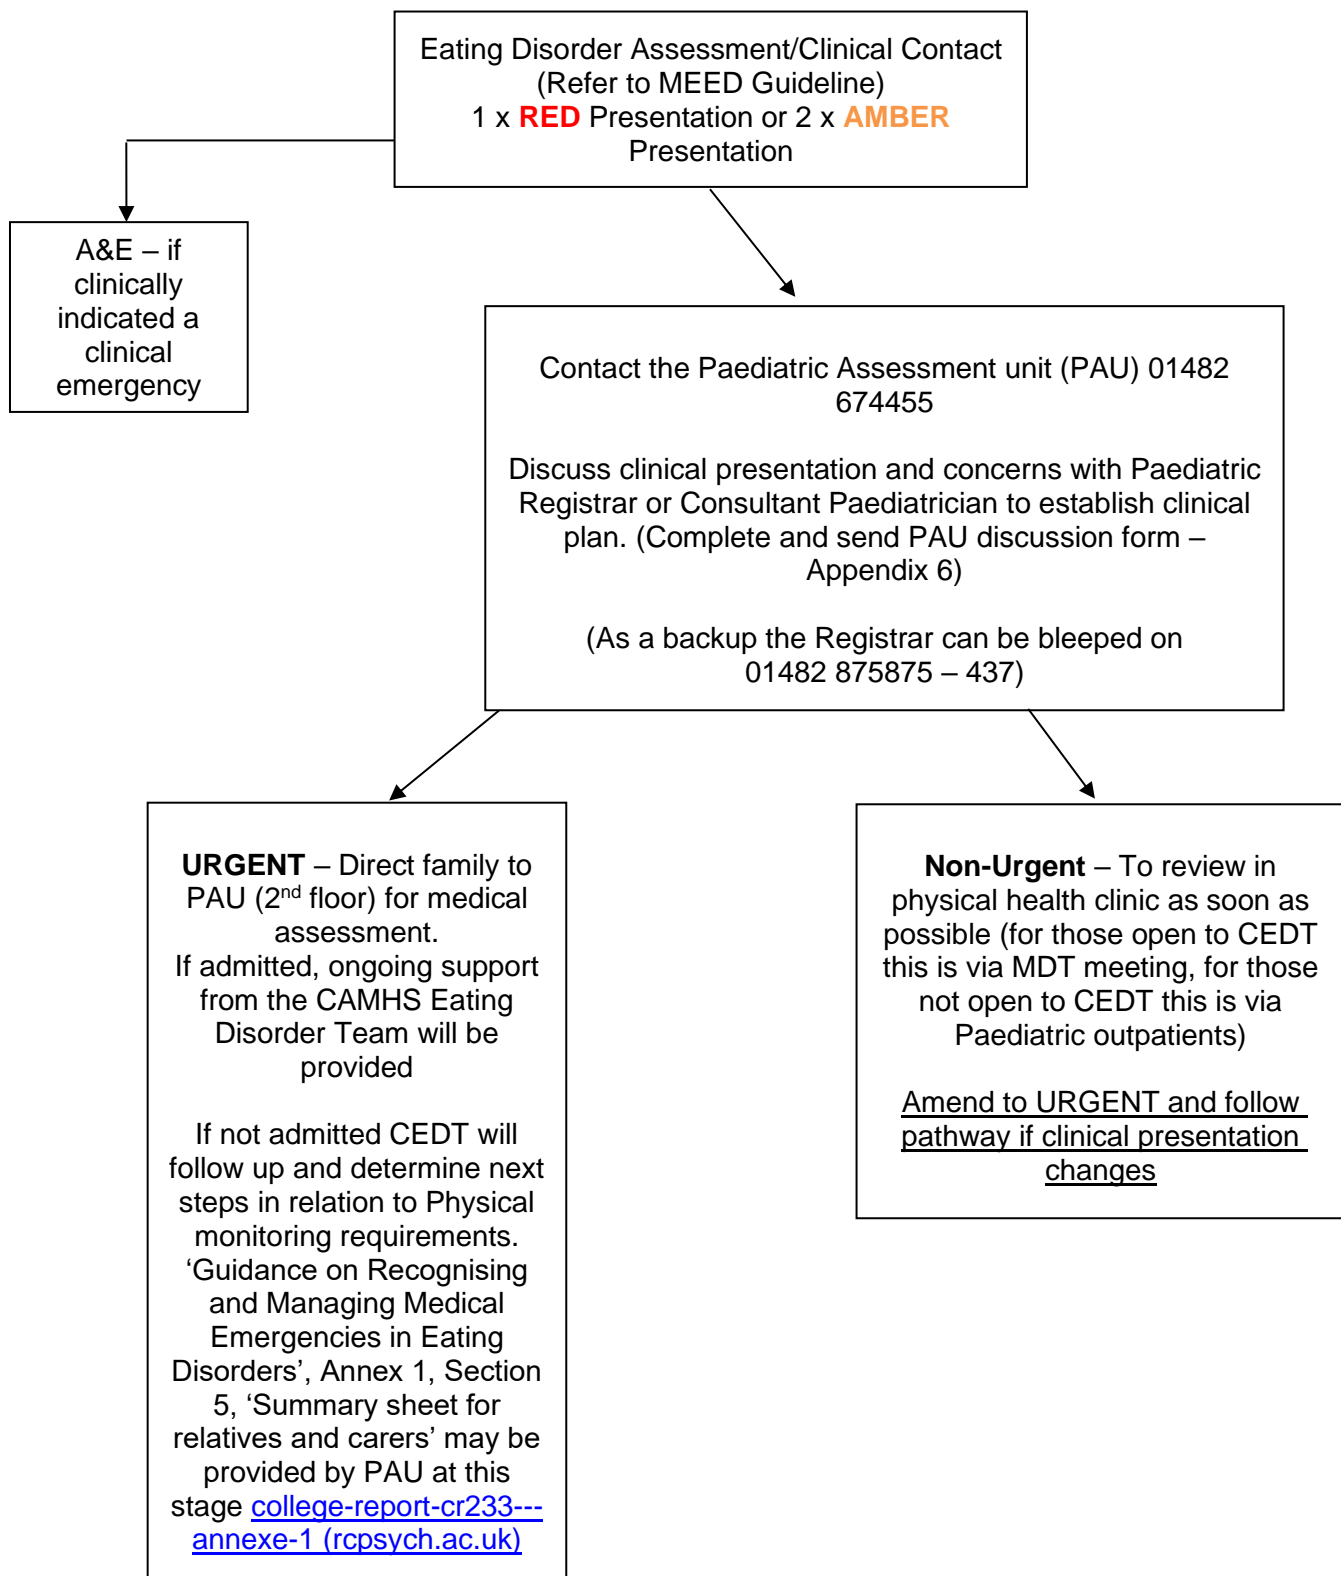 Eating Disorder Assessment/Clinical Contact
(Refer to MEED Guideline)
1 x RED Presentation or 2 x AMBER
Presentation
A&E – if
clinically
indicated a
clinical
emergency
Contact the Paediatric Assessment unit (PAU) 01482
674455
Discuss clinical presentation and concerns with Paediatric
Registrar or Consultant Paediatrician to establish clinical
plan. (Complete and send PAU discussion form –
Appendix 6)
(As a backup the Registrar can be bleeped on
01482 875875 – 437)
URGENT – Direct family to
PAU (2nd floor) for medical
assessment.
If admitted, ongoing support
from the CAMHS Eating
Disorder Team will be
provided
If not admitted CEDT will
follow up and determine next
steps in relation to Physical
monitoring requirements.
‘Guidance on Recognising
and Managing Medical
Emergencies in Eating
Disorders’, Annex 1, Section
5, ‘Summary sheet for
relatives and carers’ may be
provided by PAU at this
stage college-report-cr233---
annexe-1 (rcpsych.ac.uk)
Non-Urgent – To review in
physical health clinic as soon as
possible (for those open to CEDT
this is via MDT meeting, for those
not open to CEDT this is via
Paediatric outpatients)
Amend to URGENT and follow
pathway if clinical presentation
changes